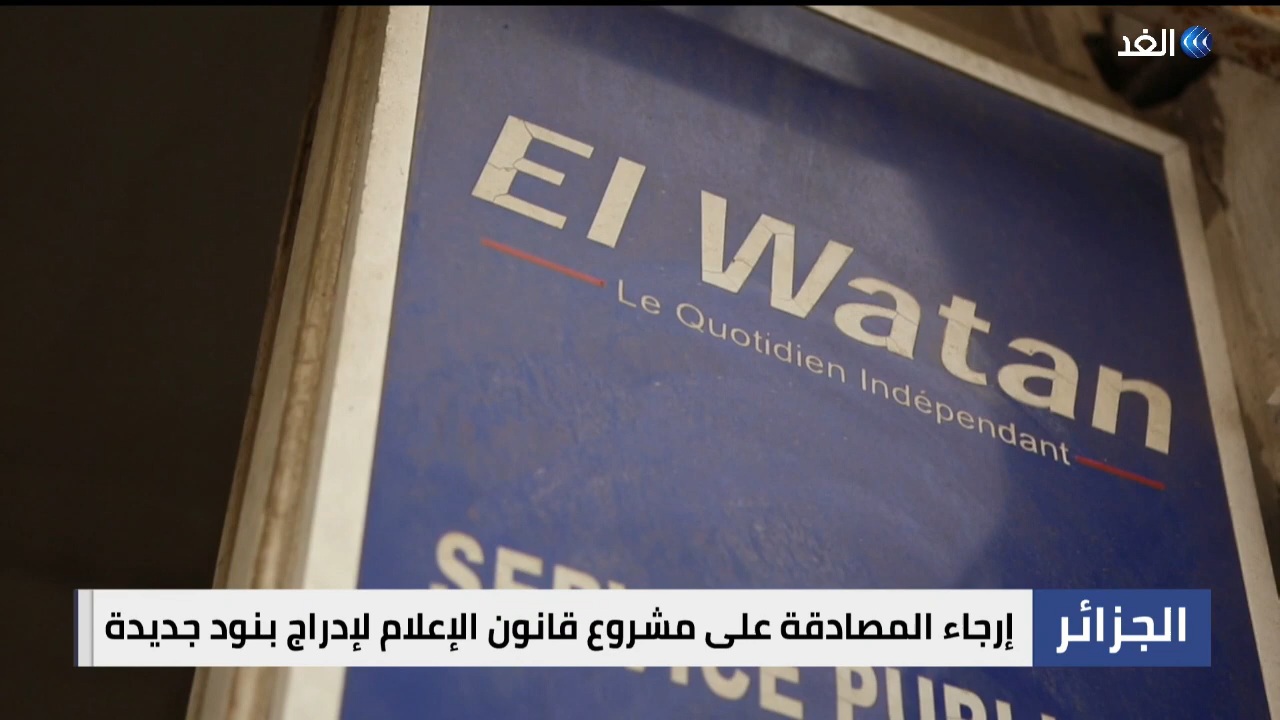 الغد
El Watan
Le Quotidien Indépendant
الجزائر
إرجاء المصادقة على مشروع قانون الإعلام لإدراج بنود جديدة